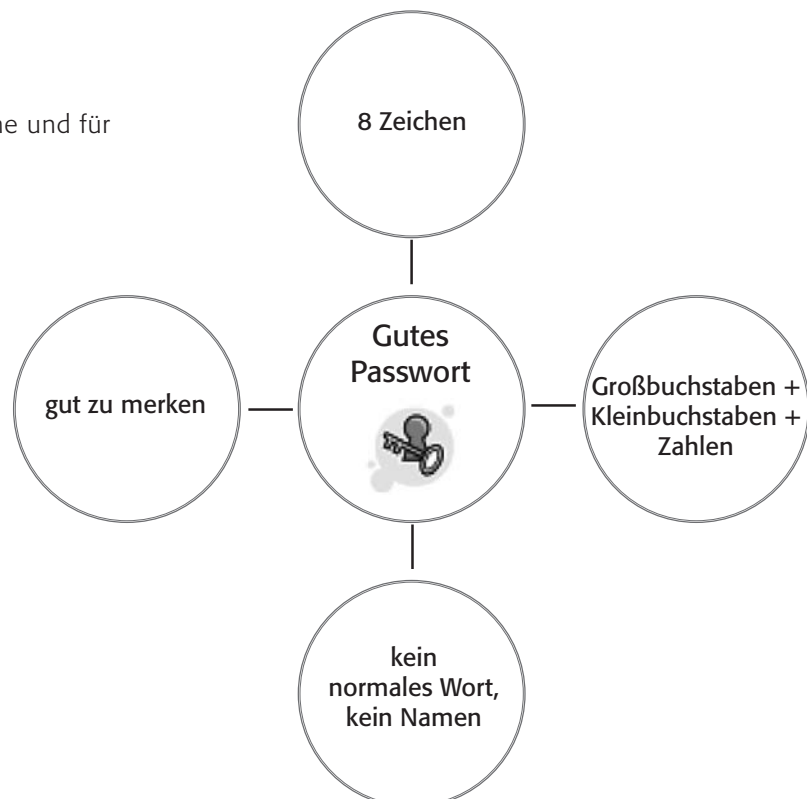 ne und für
8 Zeichen
Gutes
Passwort
gut zu merken
Großbuchstaben +
Kleinbuchstaben +
Zahlen
kein
normales Wort,
kein Namen